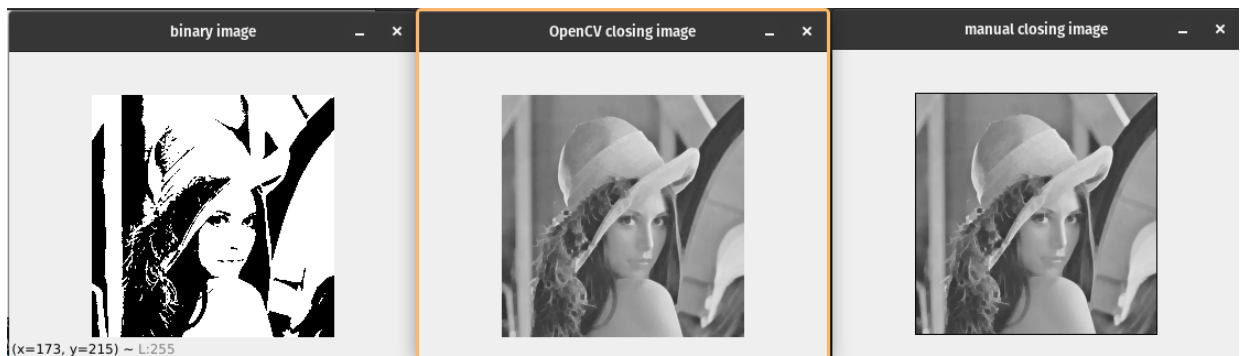 binary image
OpenCV closing image
manual closing image
(x=173, y=215) ~ L:255